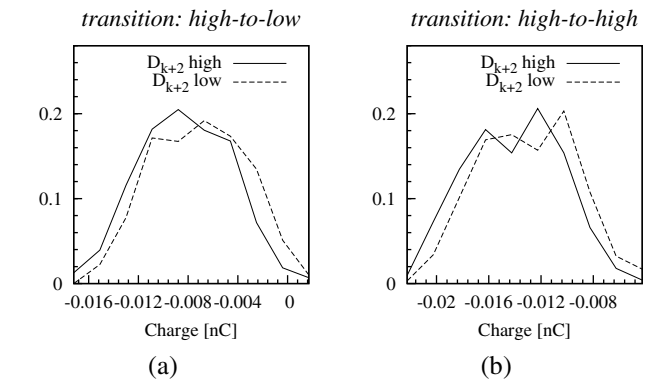 transition: high-to-low
D_{k+2} high
D_{k+2} low
0.2
0.1
0
-0.016 -0.012 -0.008 -0.004 0
Charge [nC]
(a)
transition: high-to-high
D_{k+2} high
D_{k+2} low
0.2
0.1
0
-0.02 -0.016 -0.012 -0.008
Charge [nC]
(b)